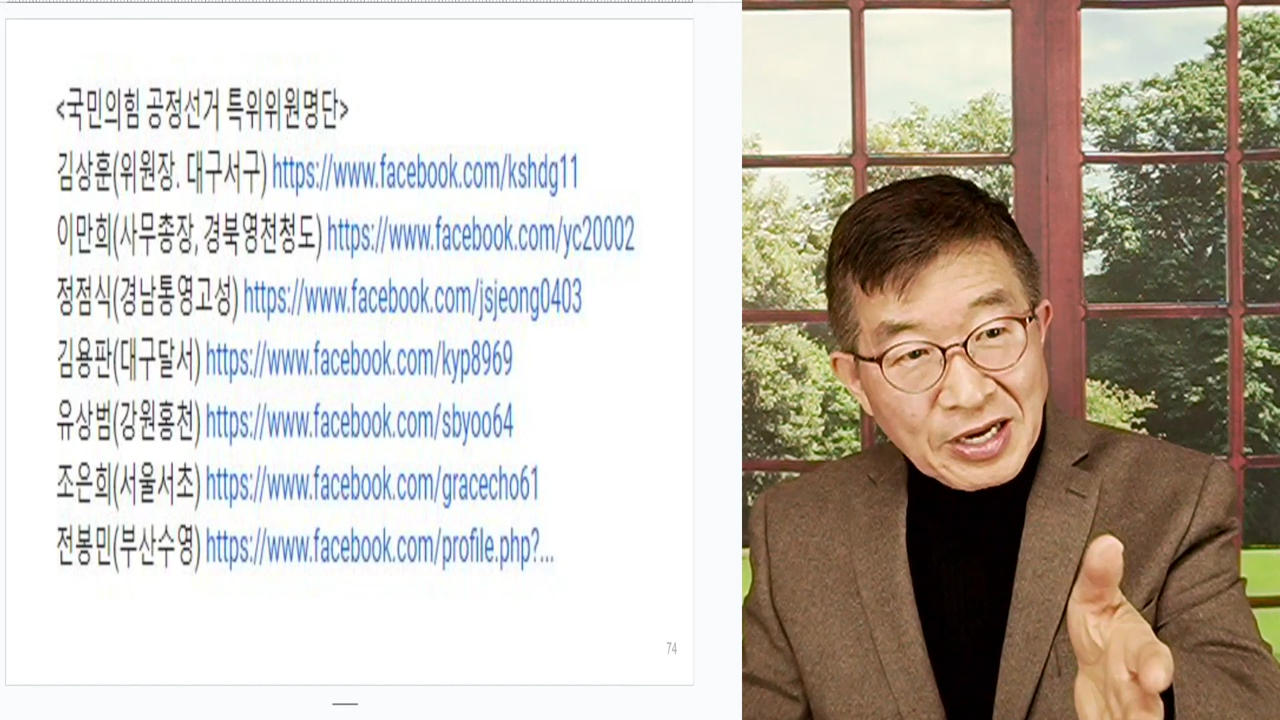 <국민의힘 공정선거 특위위원명단>
김상훈(위원장. 대구서구) https://www.facebook.com/kshdg11
이만희(사무총장, 경북영천청도) https://www.facebook.com/yc20002
정점식(경남통영고성) https://www.facebook.com/jsjeong0403
김용판(대구달서) https://www.facebook.com/kyp8969
유상범(강원홍천) https://www.facebook.com/sbyoo64
조은희(서울서초) https://www.facebook.com/gracecho61
전봉민(부산수영) https://www.facebook.com/profile.php?...
74